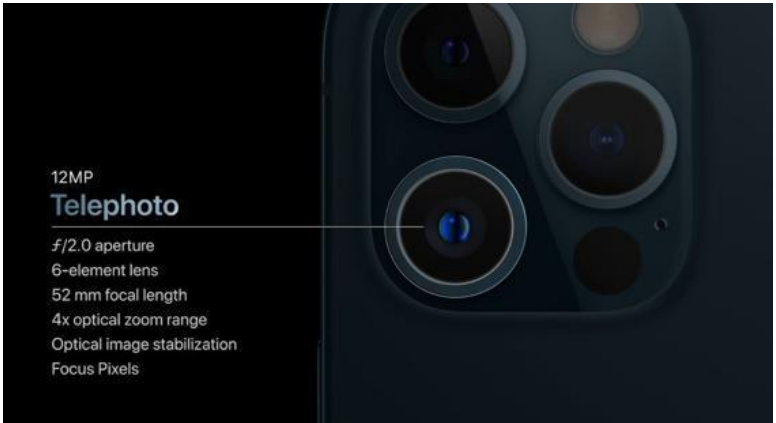 12MP
Telephoto
ƒ/2.0 aperture
6-element lens
52 mm focal length
4x optical zoom range
Optical image stabilization
Focus Pixels